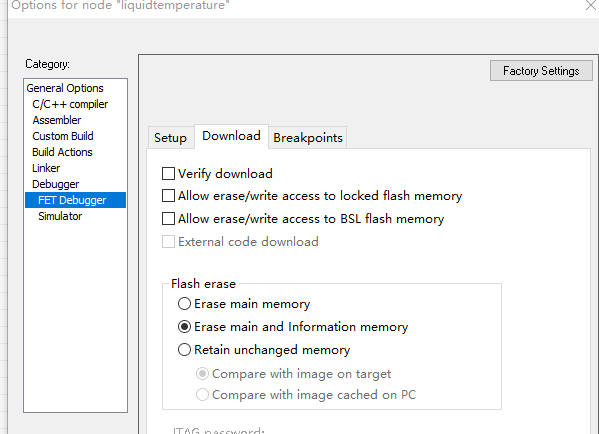 Options for node "liquidtemperature"
Category:
Factory Settings
General Options
C/C++ compiler
Assembler
Custom Build
Build Actions
Linker
Debugger
FET Debugger
Simulator
Setup
Download
Breakpoints
Verify download
Allow erase/write access to locked flash memory
Allow erase/write access to BSL flash memory
External code download
Flash erase
Erase main memory
Erase main and Information memory
Retain unchanged memory
Compare with image on target
Compare with image cached on PC
JTAG password: